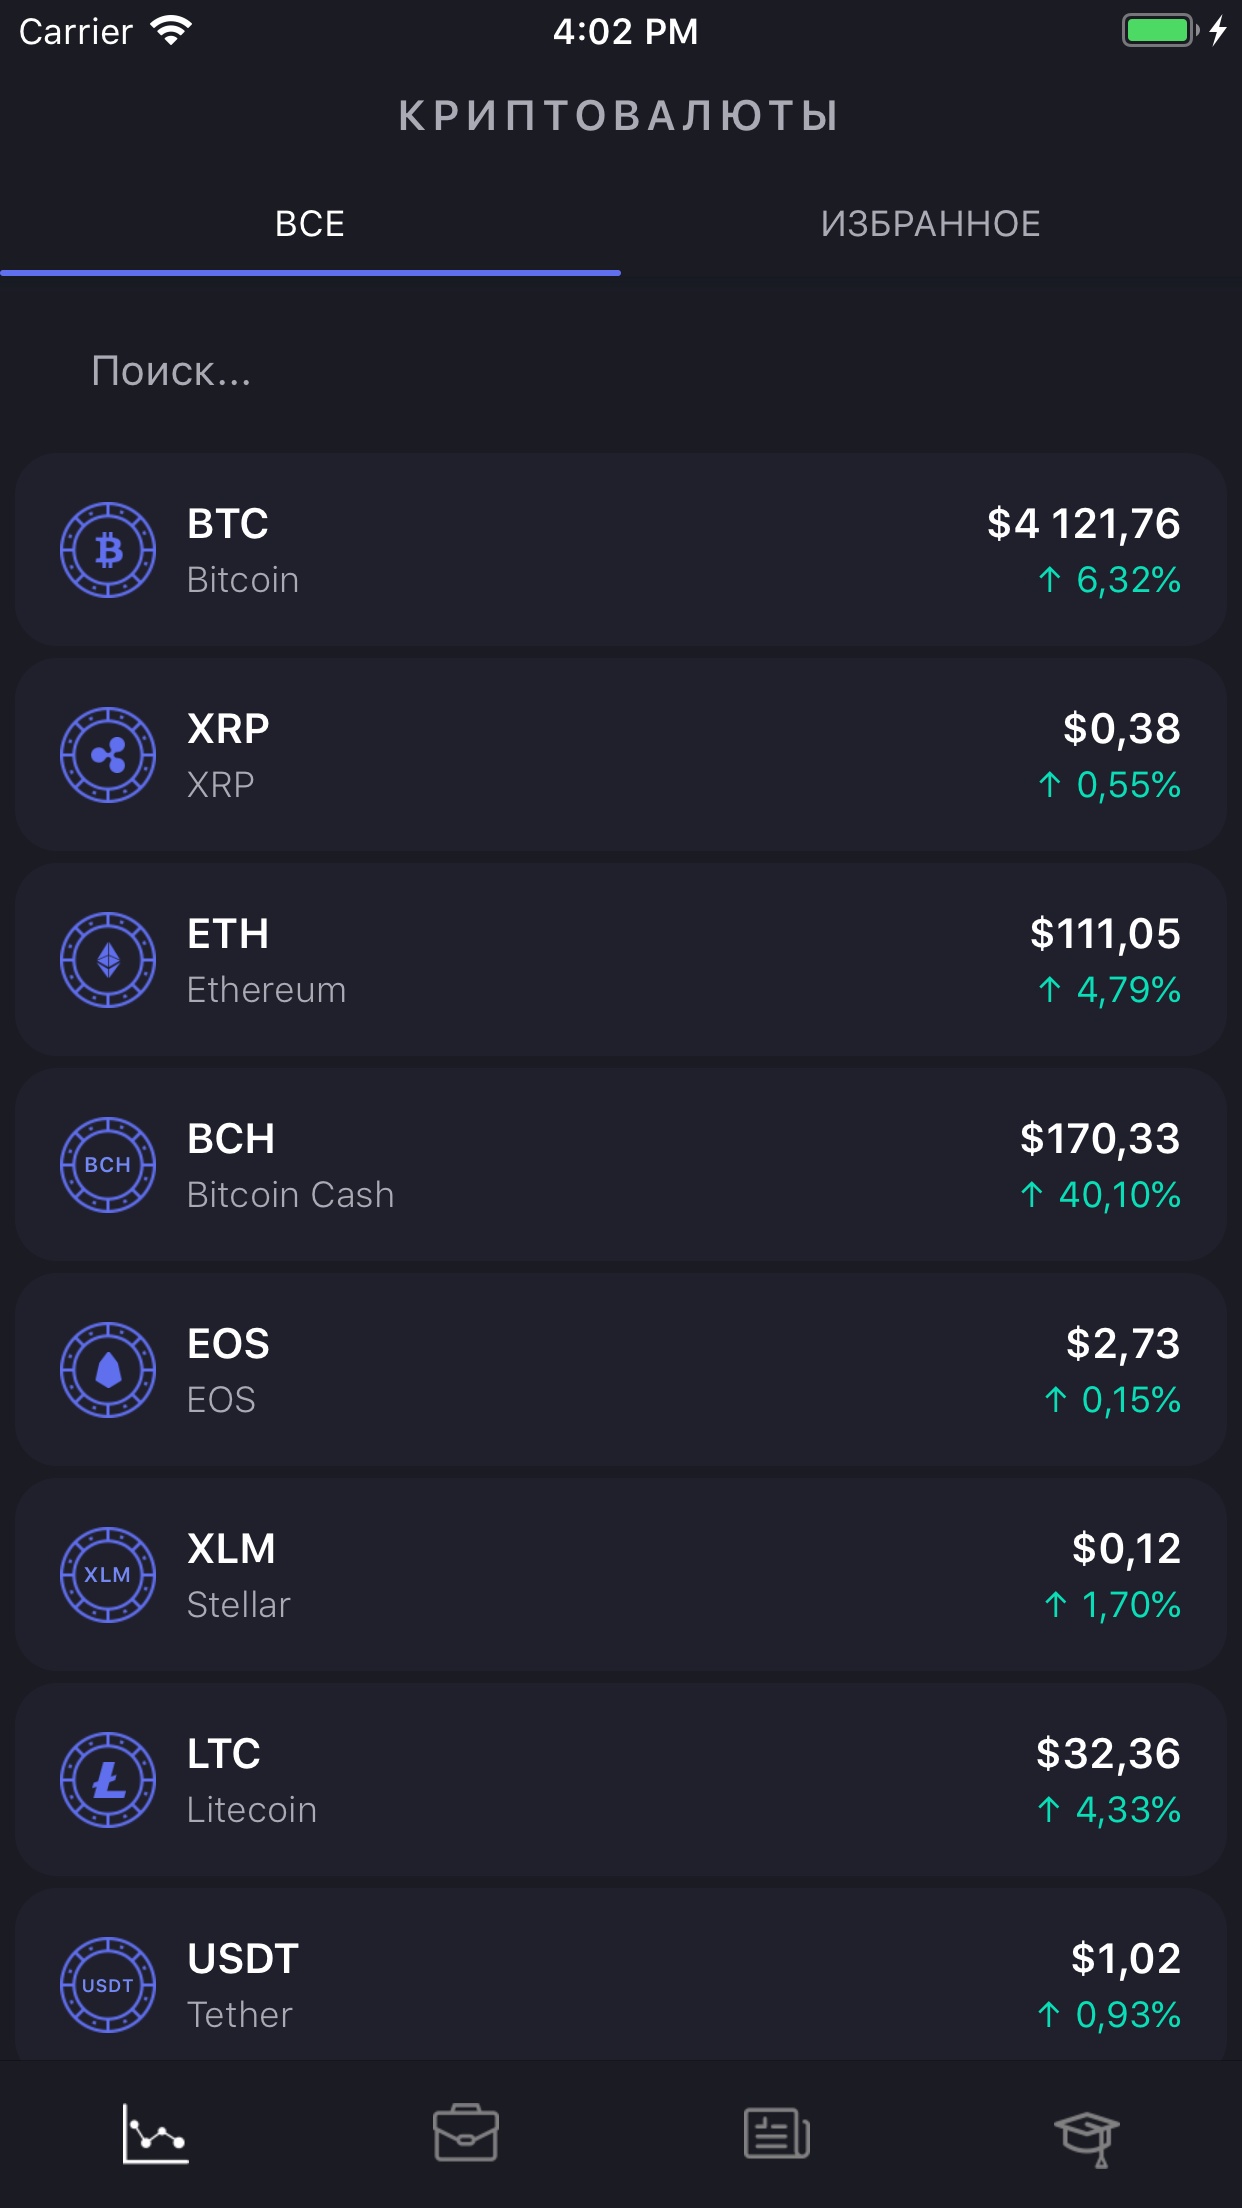 Carrier 4:02 PM
КРИПТОВАЛЮТЫ
ВСЕ ИЗБРАННОЕ
Поиск...
BTC $4 121,76
Bitcoin ↑ 6,32%
XRP $0,38
XRP ↑ 0,55%
ETH $111,05
Ethereum ↑ 4,79%
BCH BCH $170,33
Bitcoin Cash ↑ 40,10%
EOS $2,73
EOS ↑ 0,15%
XLM XLM $0,12
Stellar ↑ 1,70%
LTC $32,36
Litecoin ↑ 4,33%
USDT USDT $1,02
Tether ↑ 0,93%